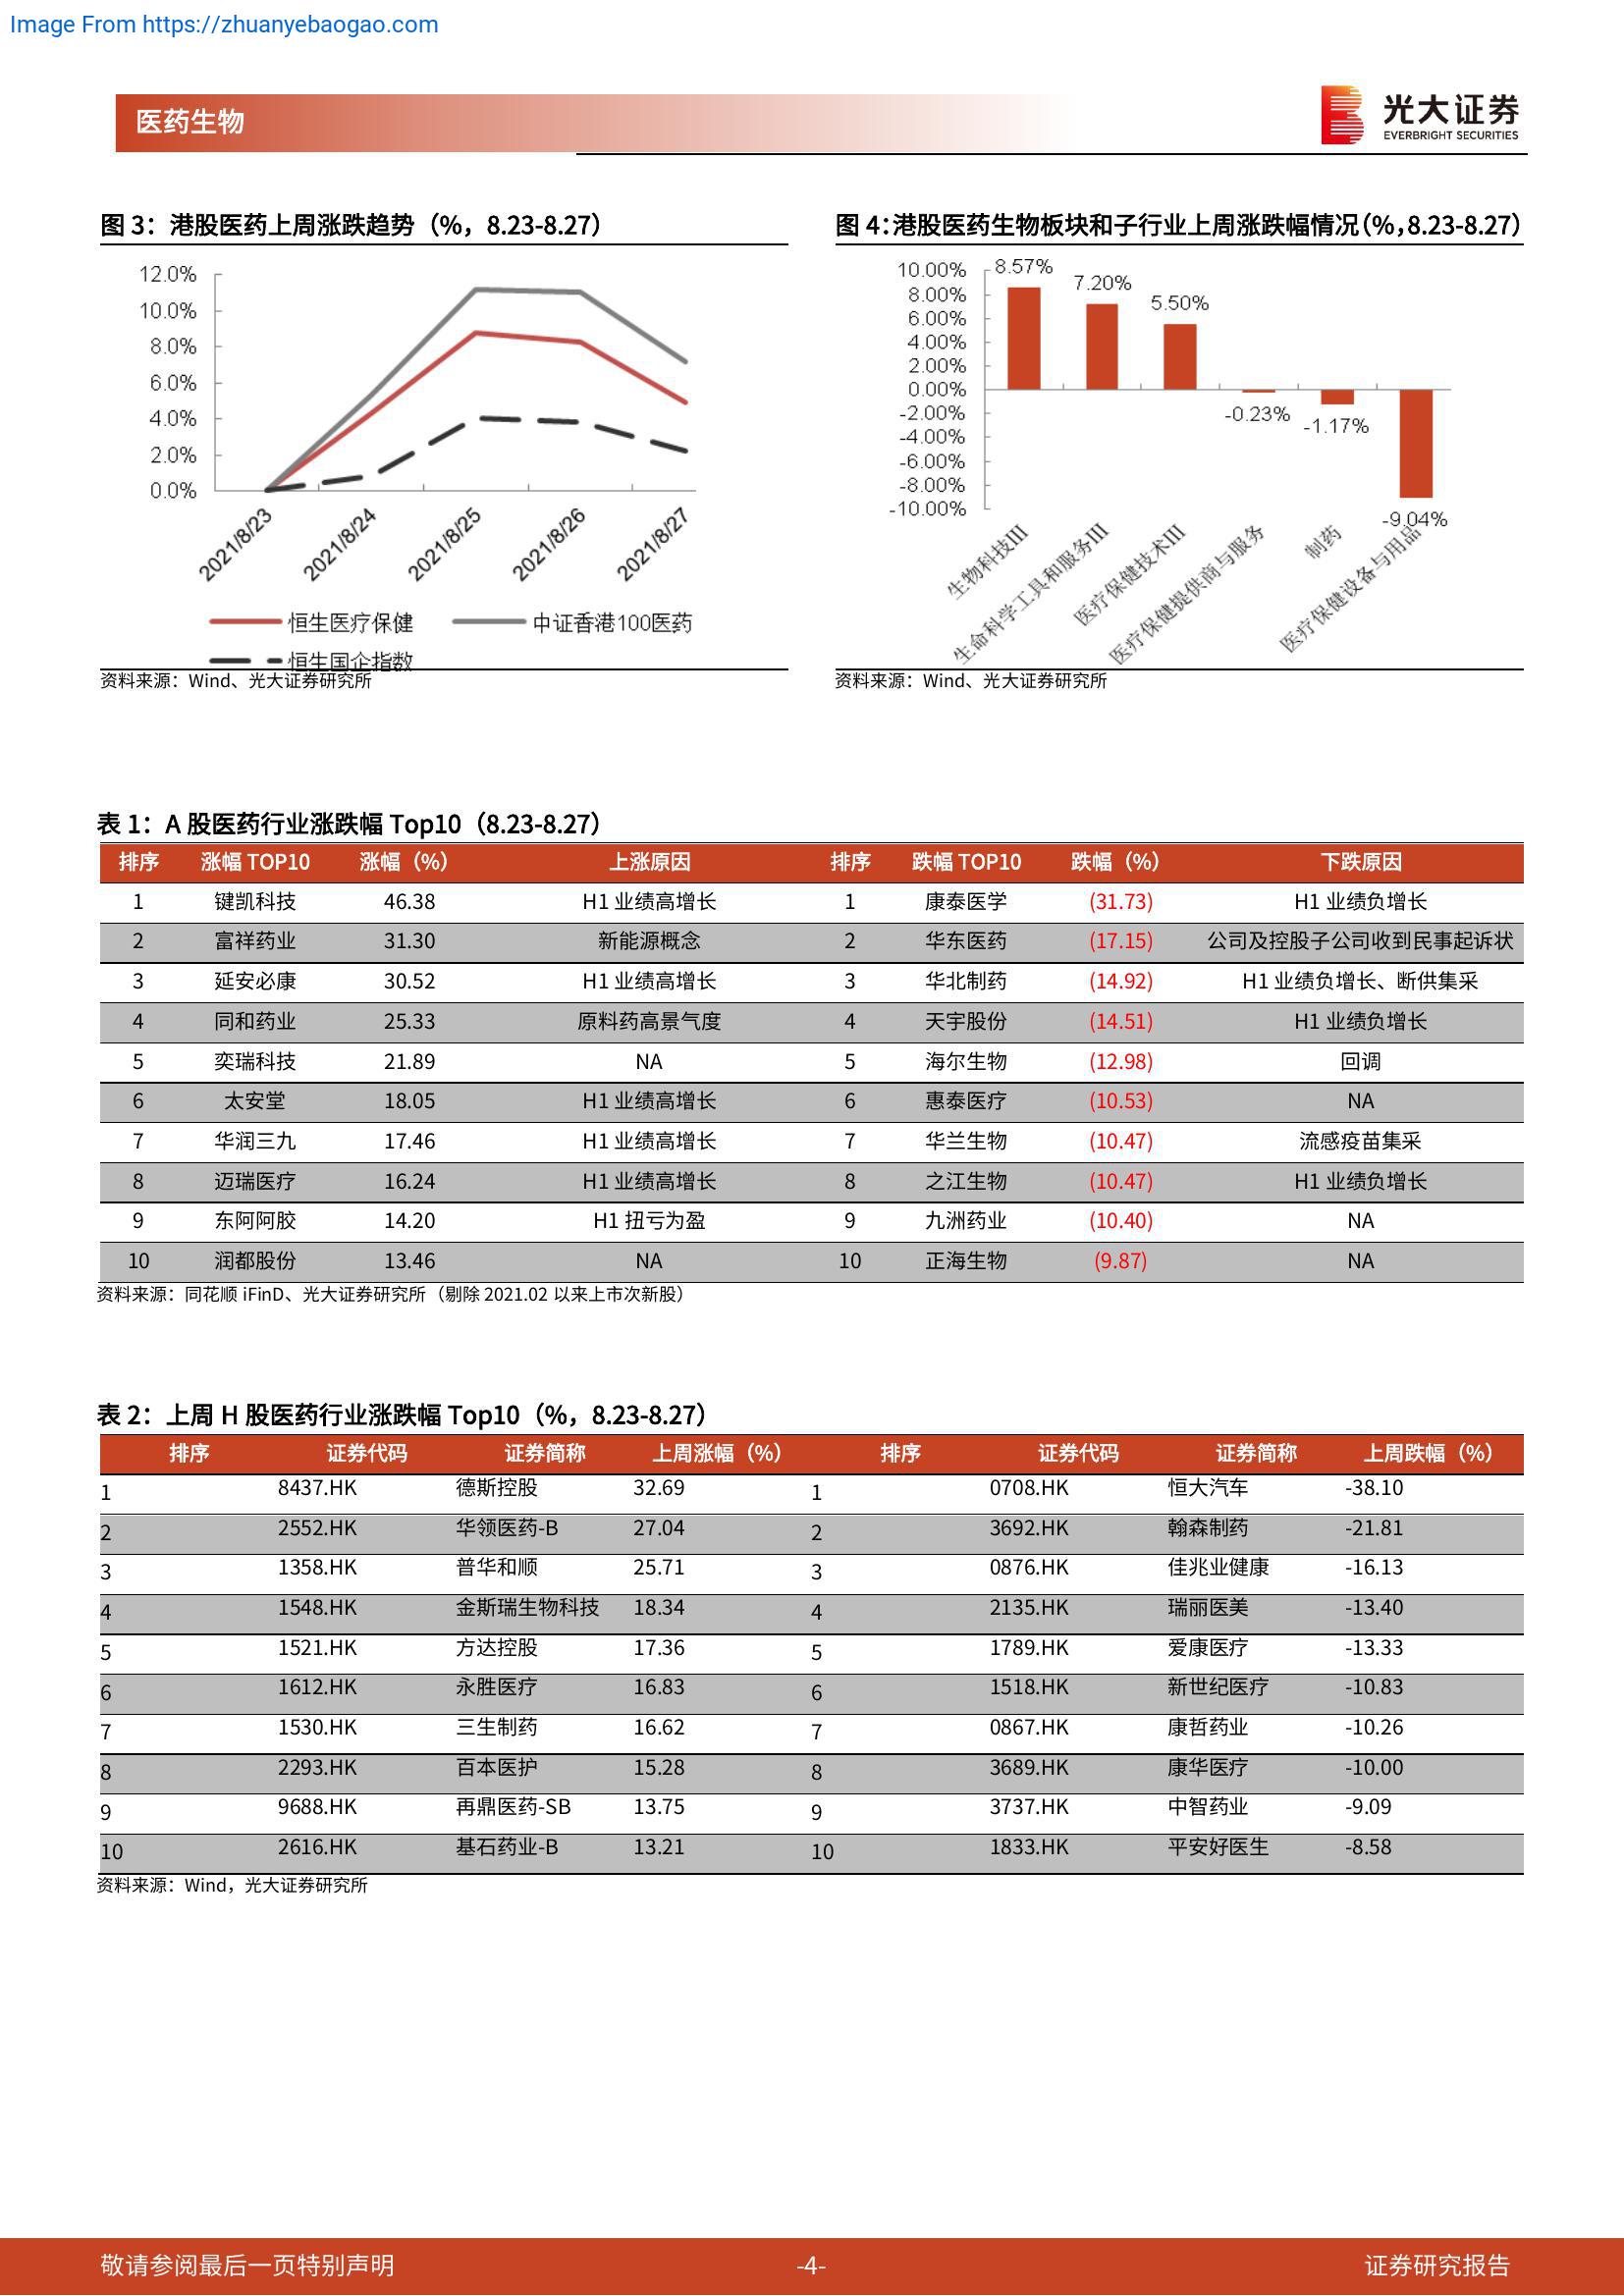 Image From https://zhuanyebaogao.com
医药生物
光大证券
EVERBRIGHT SECURITIES
图 3：港股医药上周涨跌趋势（%，8.23-8.27）
12.0%
10.0%
8.0%
6.0%
4.0%
2.0%
0.0%
2021/8/23
2021/8/24
2021/8/25
2021/8/26
2021/8/27
恒生医疗保健
中证香港100医药
恒生国企指数
资料来源：Wind、光大证券研究所
图 4：港股医药生物板块和子行业上周涨跌幅情况（%，8.23-8.27）
10.00%
8.00%
6.00%
4.00%
2.00%
0.00%
-2.00%
-4.00%
-6.00%
-8.00%
-10.00%
8.57%
7.20%
5.50%
-0.23%
-1.17%
-9.04%
生物科技III
生命科学工具和服务III
医疗保健技术III
医疗保健提供商与服务
制药
医疗保健设备与用品
资料来源：Wind、光大证券研究所
表 1：A 股医药行业涨跌幅 Top10（8.23-8.27）
排序 涨幅 TOP10 涨幅（%） 上涨原因 排序 跌幅 TOP10 跌幅（%） 下跌原因
1 键凯科技 46.38 H1 业绩高增长 1 康泰医学 (31.73) H1 业绩负增长
2 富祥药业 31.30 新能源概念 2 华东医药 (17.15) 公司及控股子公司收到民事起诉状
3 延安必康 30.52 H1 业绩高增长 3 华北制药 (14.92) H1 业绩负增长、断供集采
4 同和药业 25.33 原料药高景气度 4 天宇股份 (14.51) H1 业绩负增长
5 奕瑞科技 21.89 NA 5 海尔生物 (12.98) 回调
6 太安堂 18.05 H1 业绩高增长 6 惠泰医疗 (10.53) NA
7 华润三九 17.46 H1 业绩高增长 7 华兰生物 (10.47) 流感疫苗集采
8 迈瑞医疗 16.24 H1 业绩高增长 8 之江生物 (10.47) H1 业绩负增长
9 东阿阿胶 14.20 H1 扭亏为盈 9 九洲药业 (10.40) NA
10 润都股份 13.46 NA 10 正海生物 (9.87) NA
资料来源：同花顺 iFinD、光大证券研究所（剔除 2021.02 以来上市次新股）
表 2：上周 H 股医药行业涨跌幅 Top10（%，8.23-8.27）
排序 证券代码 证券简称 上周涨幅（%） 排序 证券代码 证券简称 上周跌幅（%）
1 8437.HK 德斯控股 32.69 1 0708.HK 恒大汽车 -38.10
2 2552.HK 华领医药-B 27.04 2 3692.HK 翰森制药 -21.81
3 1358.HK 普华和顺 25.71 3 0876.HK 佳兆业健康 -16.13
4 1548.HK 金斯瑞生物科技 18.34 4 2135.HK 瑞丽医美 -13.40
5 1521.HK 方达控股 17.36 5 1789.HK 爱康医疗 -13.33
6 1612.HK 永胜医疗 16.83 6 1518.HK 新世纪医疗 -10.83
7 1530.HK 三生制药 16.62 7 0867.HK 康哲药业 -10.26
8 2293.HK 百本医护 15.28 8 3689.HK 康华医疗 -10.00
9 9688.HK 再鼎医药-SB 13.75 9 3737.HK 中智药业 -9.09
10 2616.HK 基石药业-B 13.21 10 1833.HK 平安好医生 -8.58
资料来源：Wind，光大证券研究所
敬请参阅最后一页特别声明
-4-
证券研究报告